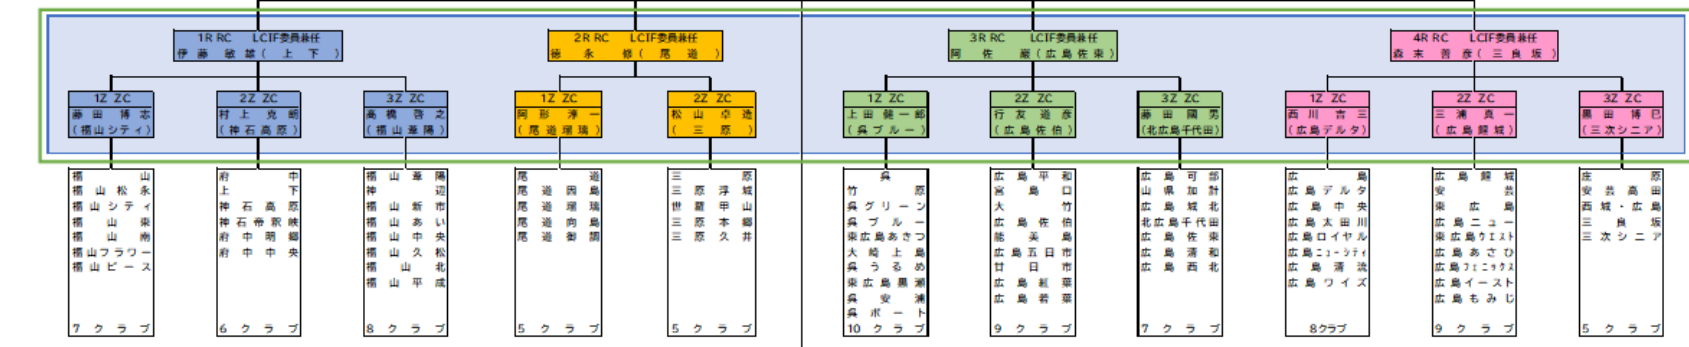 1R RC LCIF委員兼任
伊藤 敏雄(上下)
2R RC LCIF委員兼任
徳永 修(尾道)
3R RC LCIF委員兼任
阿佐 巌(広島佐東)
4R RC LCIF委員兼任
森末 善彦(三良坂)
1Z ZC
藤田 博志
(福山シティ)
2Z ZC
村上 克朗
(神石高原)
3Z ZC
高橋 啓之
(福山葦陽)
1Z ZC
阿形 淳一
(尾道瑠璃)
2Z ZC
松山 卓造
(三原)
1Z ZC
上田 健一郎
(呉ブルー)
2Z ZC
行友 道彦
(広島佐伯)
3Z ZC
藤田 國男
(北広島千代田)
1Z ZC
西川 吉三
(広島デルタ)
2Z ZC
三浦 真一
(広島鯉城)
3Z ZC
黒田 博巳
(三次シニア)
福山
福山松永
福山シティ
福山東
福山南
福山フラワー
福山ピース
7クラブ
府中
上下
神石高原
神石帝釈峡
府中明郷
府中中央
6クラブ
福山葦陽
神辺
福山新市
福山あい
福山中央
福山久松
福山北
福山平成
8クラブ
尾道
尾道因島
尾道瑠璃
尾道向島
尾道御調
5クラブ
三原
三原浮城
世羅甲山
三原本郷
三原久井
5クラブ
呉
竹原
呉グリーン
呉ブルー
東広島あきつ
大崎上島
呉うるめ
東広島黒瀬
呉安浦
呉ポート
10クラブ
広島平和
宮島口
大竹
広島佐伯
能美島
広島五日市
廿日市
広島紅葉
広島若葉
9クラブ
広島可部
山県加計
広島城北
北広島千代田
広島佐東
広島清和
広島西北
7クラブ
広島
広島デルタ
広島中央
広島太田川
広島ロイヤル
広島ニューシティ
広島清流
広島ワイズ
8クラブ
広島鯉城
安芸
東広島
広島ニュー
東広島ウエスト
広島あさひ
広島フェニックス
広島イースト
広島もみじ
9クラブ
庄原
安芸高田
西城・広島
三良坂
三次シニア
5クラブ